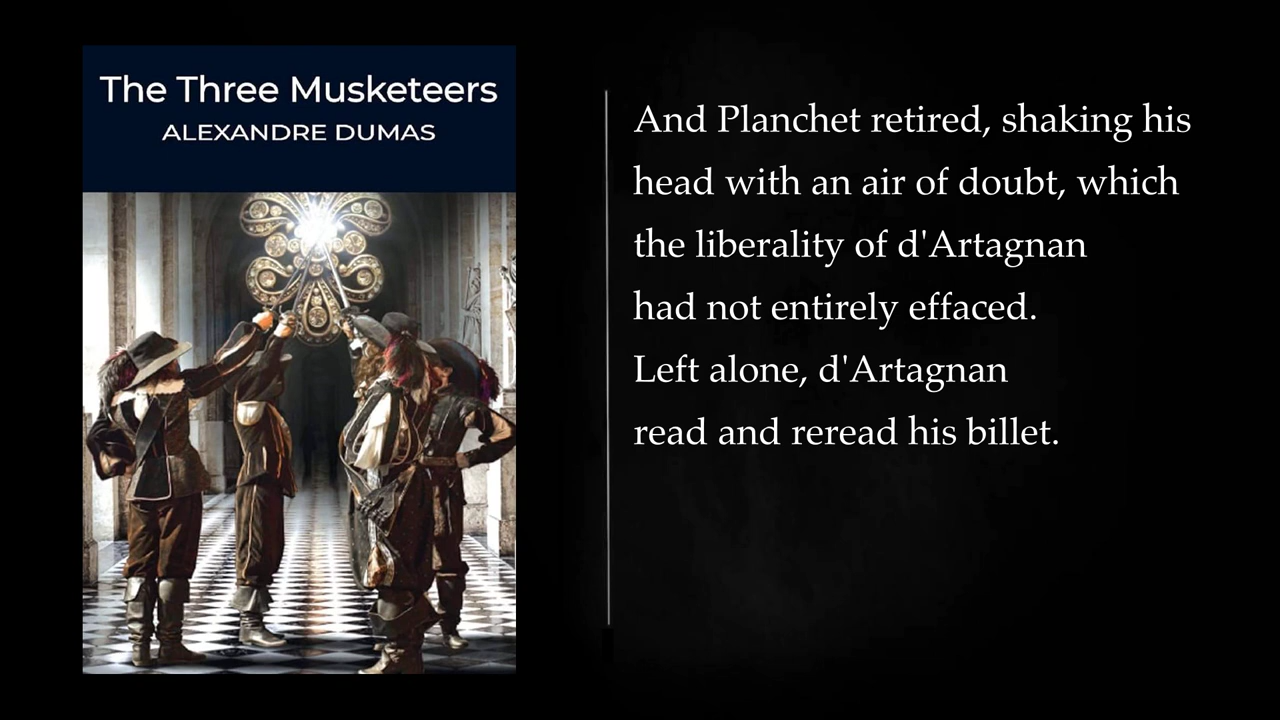 The Three Musketeers
ALEXANDRE DUMAS
And Planchet retired, shaking his
head with an air of doubt, which
the liberality of d'Artagnan
had not entirely effaced.
Left alone, d'Artagnan
read and reread his billet.